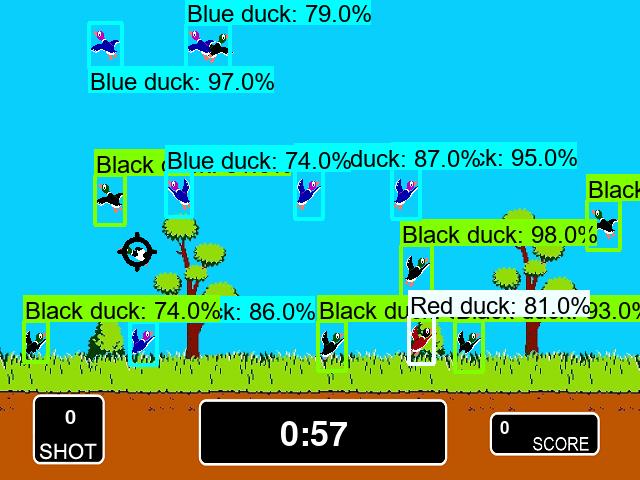 Blue duck: 79.0%
Blue duck: 97.0%
Black
Blue duck: 74.0%
duck: 87.0%
95.0%
Black
Black duck: 98.0%
Black duck: 74.0%
86.0%
Black
Red duck: 81.0%
93.0%
0
SHOT
0:57
0
SCORE